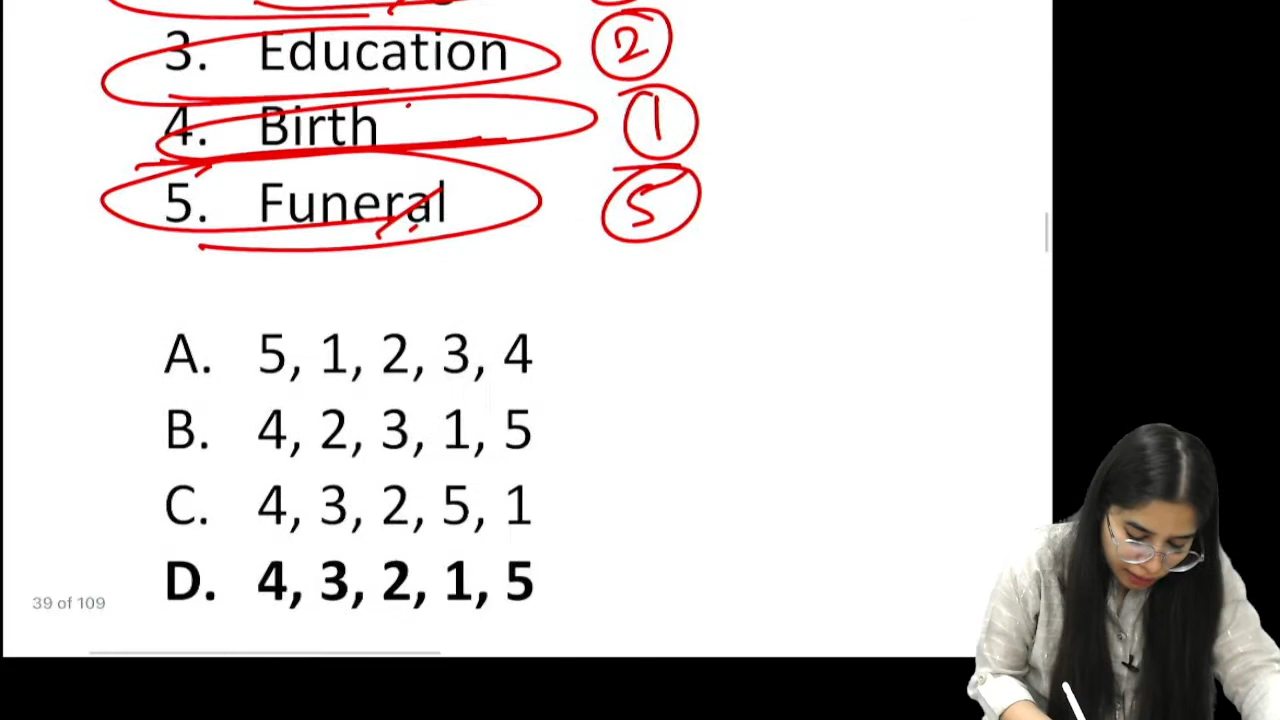 3. Education 2
4. Birth 1
5. Funeral 5
A. 5, 1, 2, 3, 4
B. 4, 2, 3, 1, 5
C. 4, 3, 2, 5, 1
D. 4, 3, 2, 1, 5
39 of 109